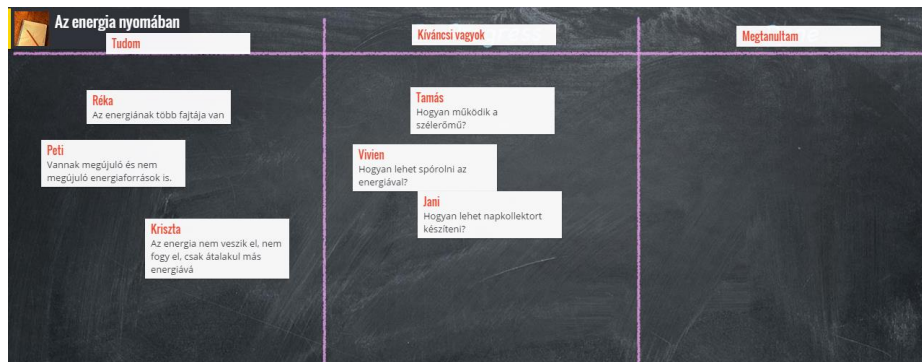 Az energia nyomában
Tudom
Kíváncsi vagyok
Megtanultam
Réka
Az energiának több fajtája van
Peti
Vannak megújuló és nem
megújuló energiaforrások is.
Kriszta
Az energia nem veszik el, nem
fogy el, csak átalakul más
energiává
Tamás
Hogyan működik a
szélerőmű?
Vivien
Hogyan lehet spórolni az
energiával?
Jani
Hogyan lehet napkollektort
készíteni?